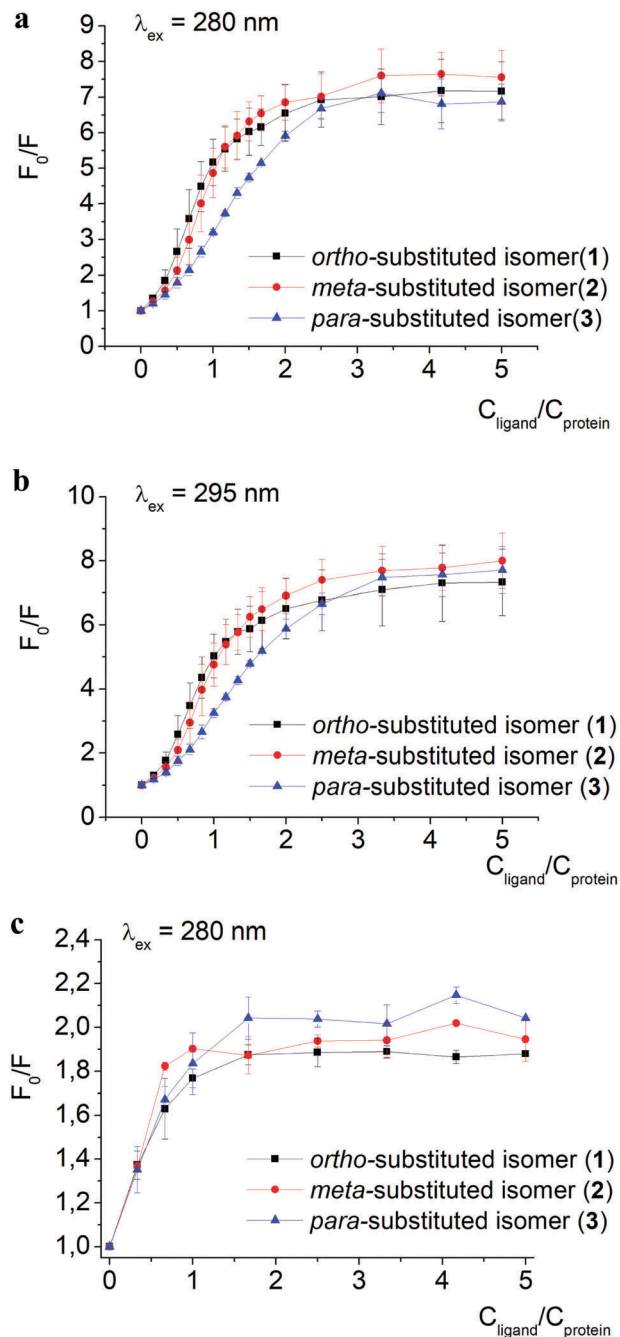 a
λex = 280 nm
9
8
7
6
5
4
3
2
1
0
F0/F
ortho-substituted isomer(1)
meta-substituted isomer(2)
para-substituted isomer(3)
0 1 2 3 4 5
Cligand/Cprotein
b
λex = 295 nm
10
8
6
4
2
0
F0/F
ortho-substituted isomer (1)
meta-substituted isomer (2)
para-substituted isomer (3)
0 1 2 3 4 5
Cligand/Cprotein
c
λex = 280 nm
2,4
2,2
2,0
1,8
1,6
1,4
1,2
1,0
F0/F
ortho-substituted isomer (1)
meta-substituted isomer (2)
para-substituted isomer (3)
0 1 2 3 4 5
Cligand/Cprotein